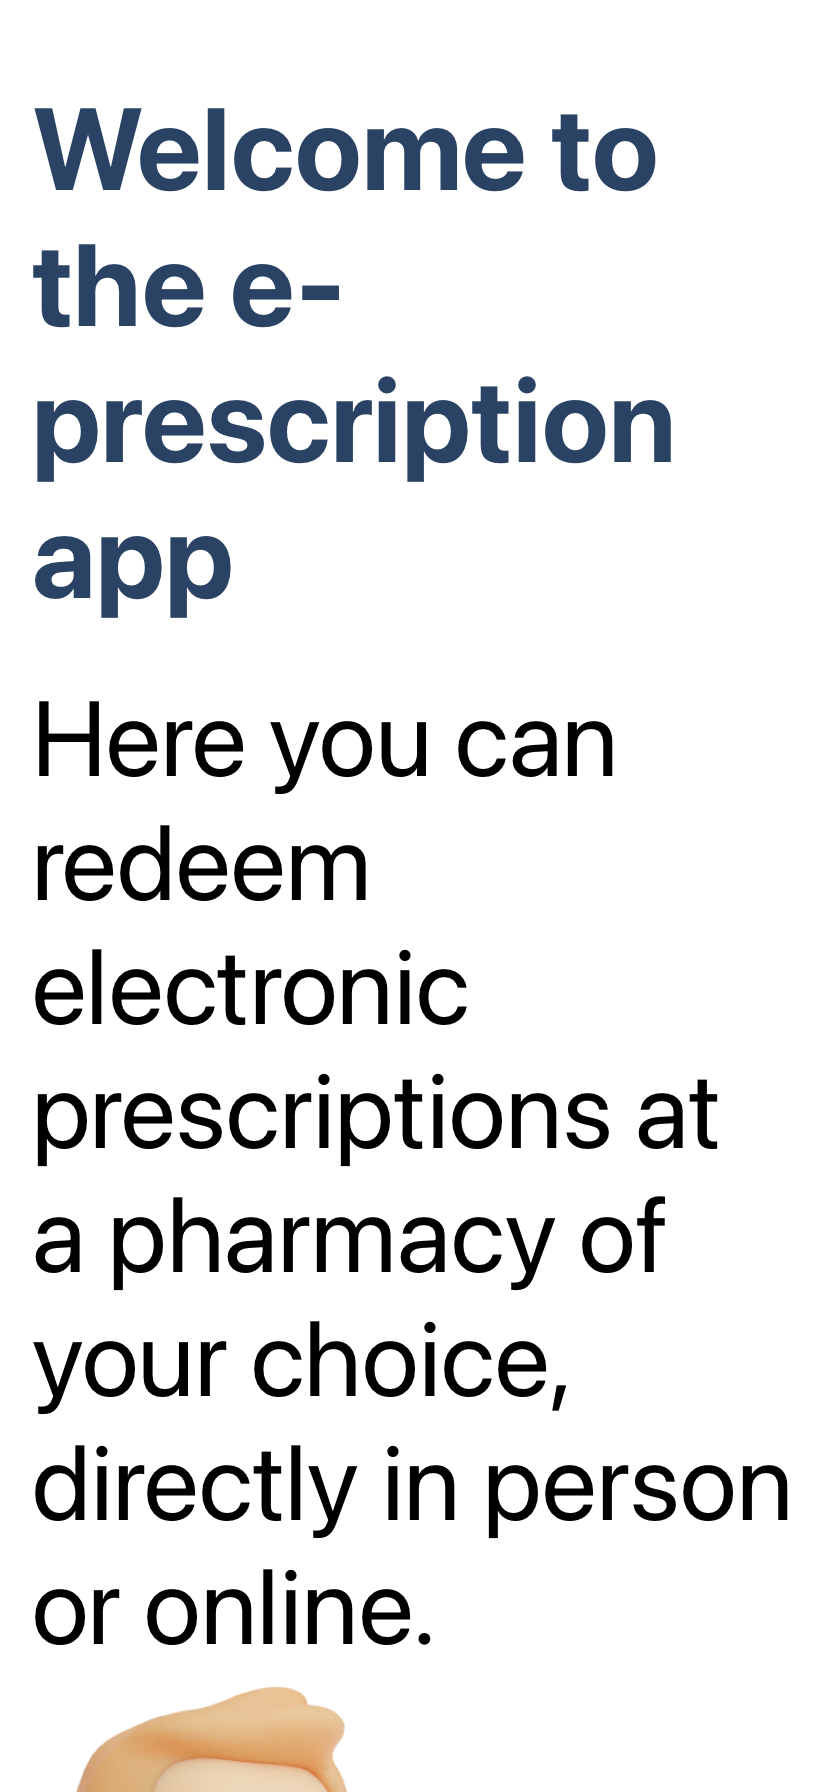 Welcome to
the e-
prescription
app
Here you can
redeem
electronic
prescriptions at
a pharmacy of
your choice,
directly in person
or online.